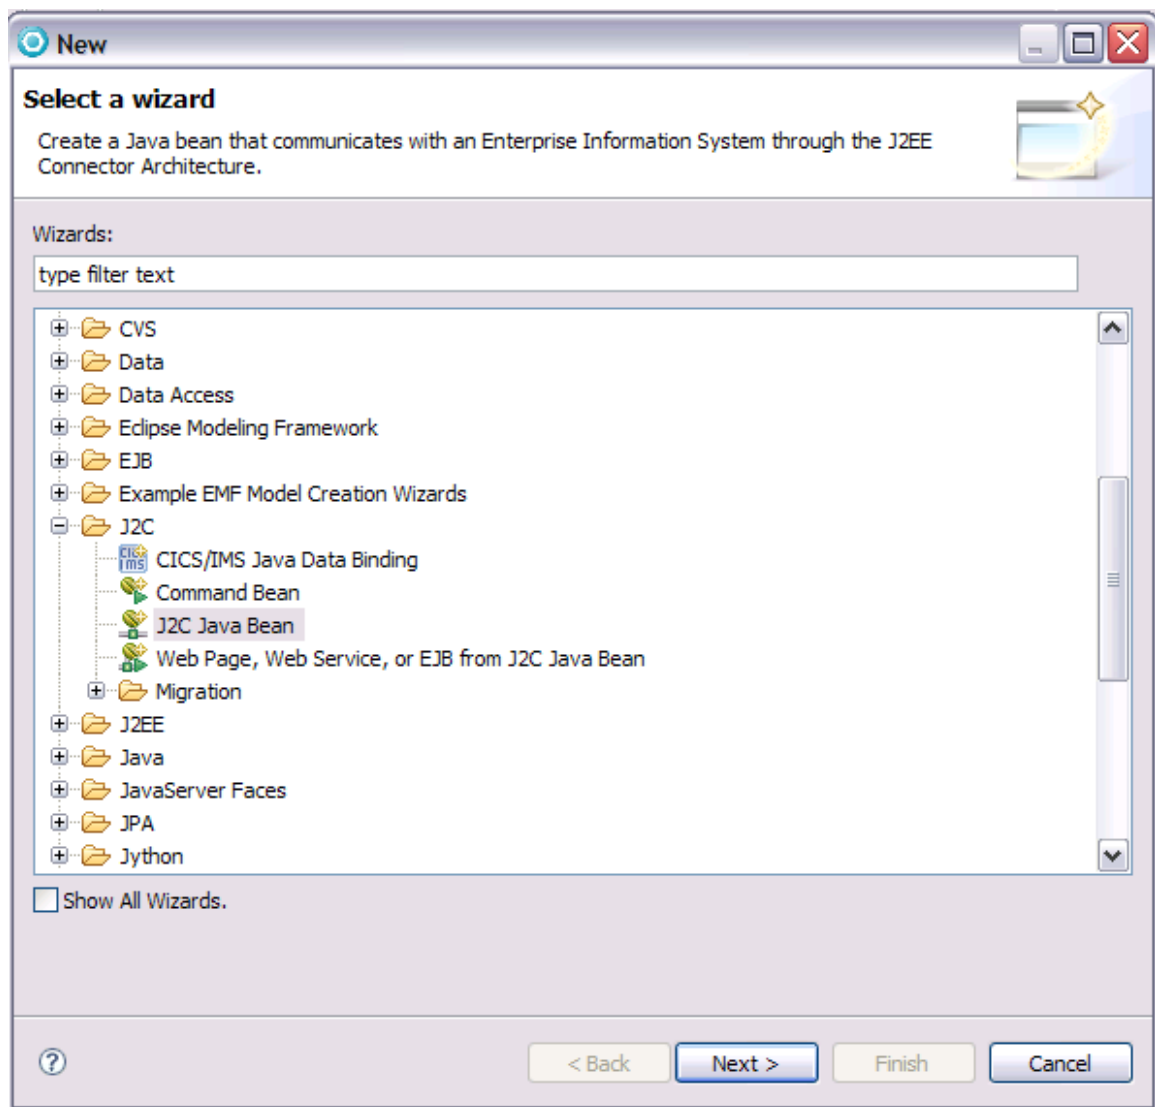 New
Select a wizard
Create a Java bean that communicates with an Enterprise Information System through the J2EE
Connector Architecture.
Wizards:
type filter text
CVS
Data
Data Access
Eclipse Modeling Framework
EJB
Example EMF Model Creation Wizards
J2C
CICS/IMS Java Data Binding
Command Bean
J2C Java Bean
Web Page, Web Service, or EJB from J2C Java Bean
Migration
J2EE
Java
JavaServer Faces
JPA
Jython
Show All Wizards.
? < Back Next > Finish Cancel